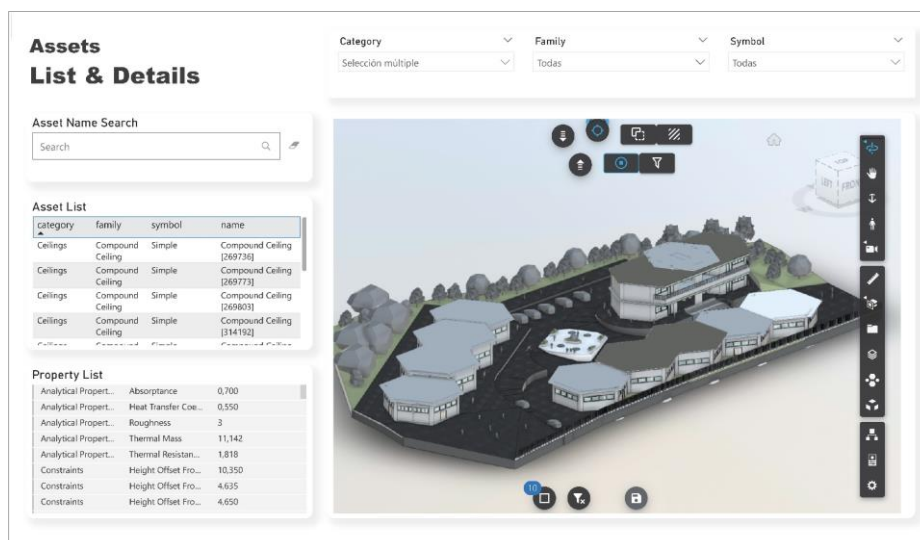 Assets
List & Details
Category
Family
Symbol
Selección múltiple
Todas
Todas
Asset Name Search
Search
Asset List
category family symbol name
Ceilings Compound Simple Compound Ceiling
Ceiling [269736]
Ceilings Compound Simple Compound Ceiling
Ceiling [269773]
Ceilings Compound Simple Compound Ceiling
Ceiling [269803]
Ceilings Compound Simple Compound Ceiling
Ceiling [314192]
Property List
Analytical Propert... Absorptance 0,700
Analytical Propert... Heat Transfer Coe... 0,550
Analytical Propert... Roughness 3
Analytical Propert... Thermal Mass 11,142
Analytical Propert... Thermal Resistan... 1,818
Constraints Height Offset Fro... 10,350
Constraints Height Offset Fro... 4,635
Constraints Height Offset Fro... 4,650
LEFT FRONT
10